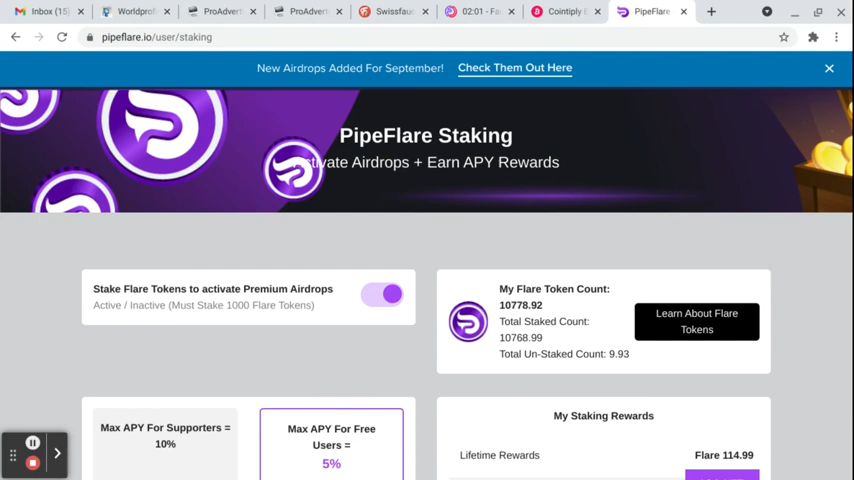 Inbox (15)
Worldprofi
ProAdvert
ProAdvert
Swissfauc
02:01 - Fa
Cointiply
PipeFlare
pipeflare.io/user/staking
New Airdrops Added For September! Check Them Out Here
PipeFlare Staking
Activate Airdrops + Earn APY Rewards
Stake Flare Tokens to activate Premium Airdrops
Active / Inactive (Must Stake 1000 Flare Tokens)
My Flare Token Count:
10778.92
Total Staked Count:
10768.99
Total Un-Staked Count: 9.93
Learn About Flare
Tokens
Max APY For Supporters =
10%
Max APY For Free
Users =
5%
My Staking Rewards
Lifetime Rewards Flare 114.99